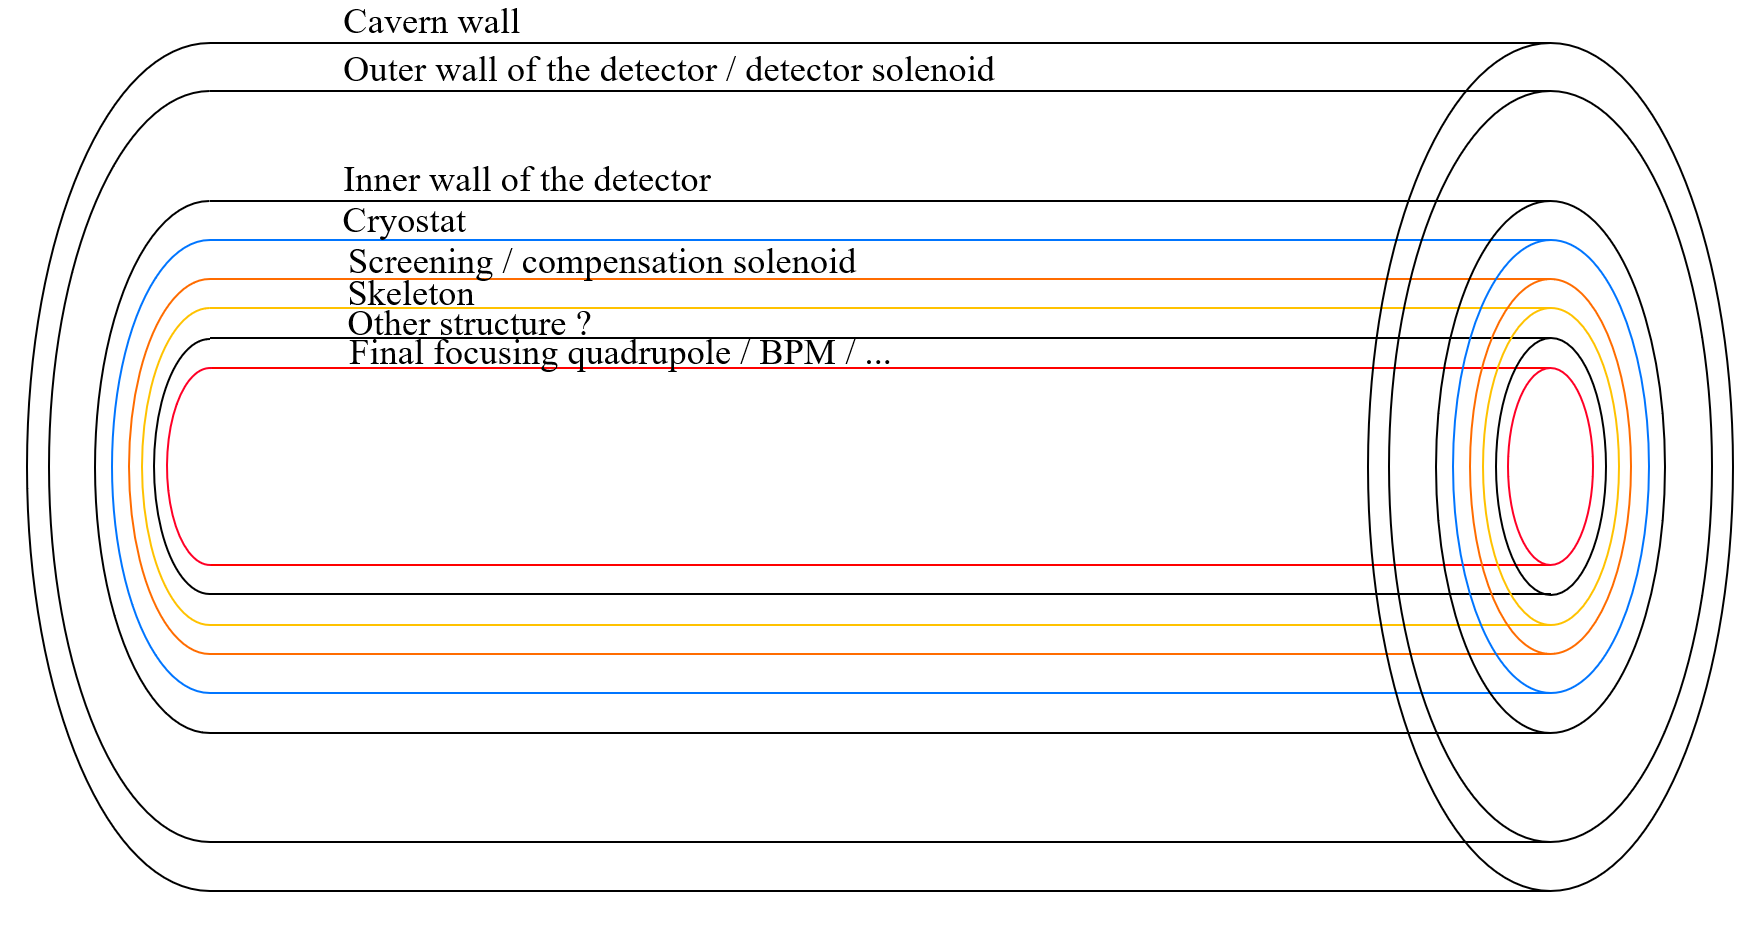 Cavern wall
Outer wall of the detector / detector solenoid
Inner wall of the detector
Cryostat
Screening / compensation solenoid
Skeleton
Other structure ?
Final focusing quadrupole / BPM / ...